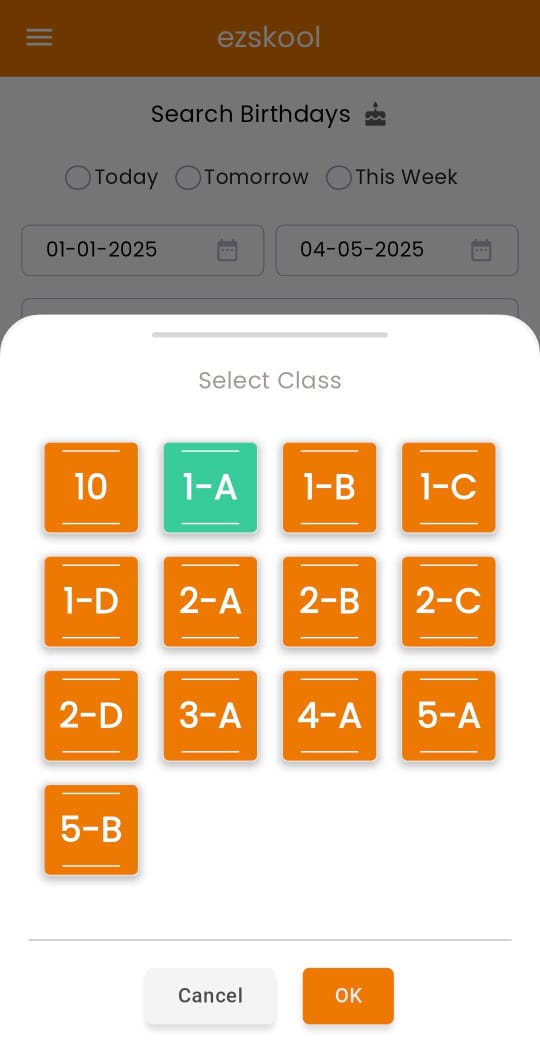 ezskool
Search Birthdays
Today Tomorrow This Week
01-01-2025 04-05-2025
Select Class
10 1-A 1-B 1-C
1-D 2-A 2-B 2-C
2-D 3-A 4-A 5-A
5-B
Cancel OK